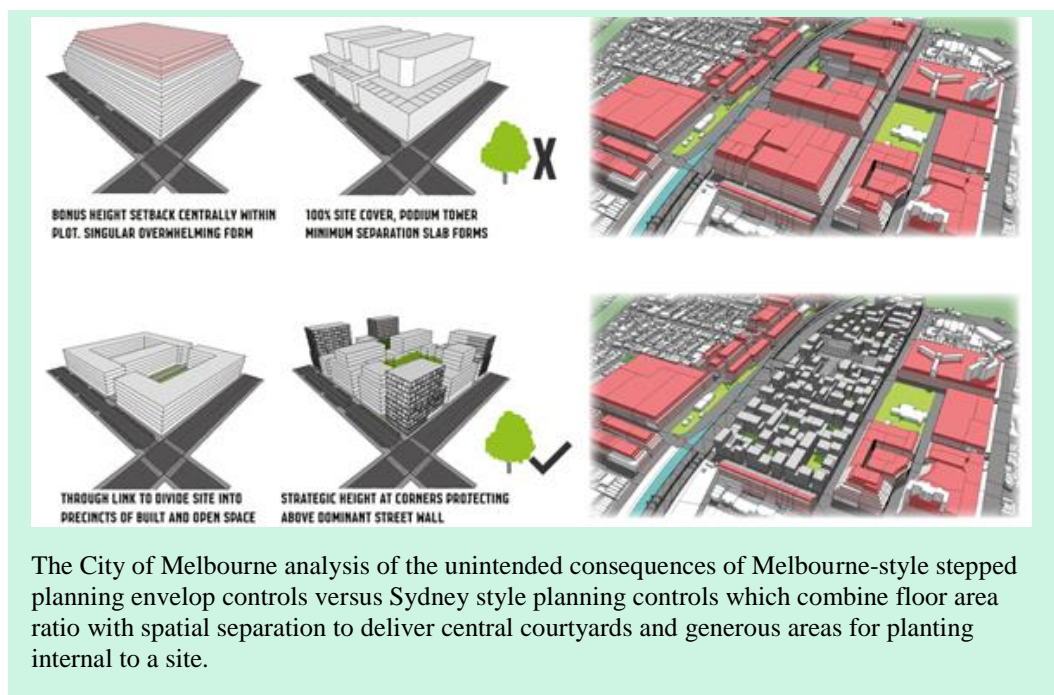 BONUS HEIGHT SETBACK CENTRALLY WITHIN
PLOT. SINGULAR OVERWHELMING FORM
100% SITE COVER, PODIUM TOWER
MINIMUM SEPARATION SLAB FORMS
X
THROUGH LINK TO DIVIDE SITE INTO
PRECINCTS OF BUILT AND OPEN SPACE
STRATEGIC HEIGHT AT CORNERS PROJECTING
ABOVE DOMINANT STREET WALL
The City of Melbourne analysis of the unintended consequences of Melbourne-style stepped
planning envelop controls versus Sydney style planning controls which combine floor area
ratio with spatial separation to deliver central courtyards and generous areas for planting
internal to a site.